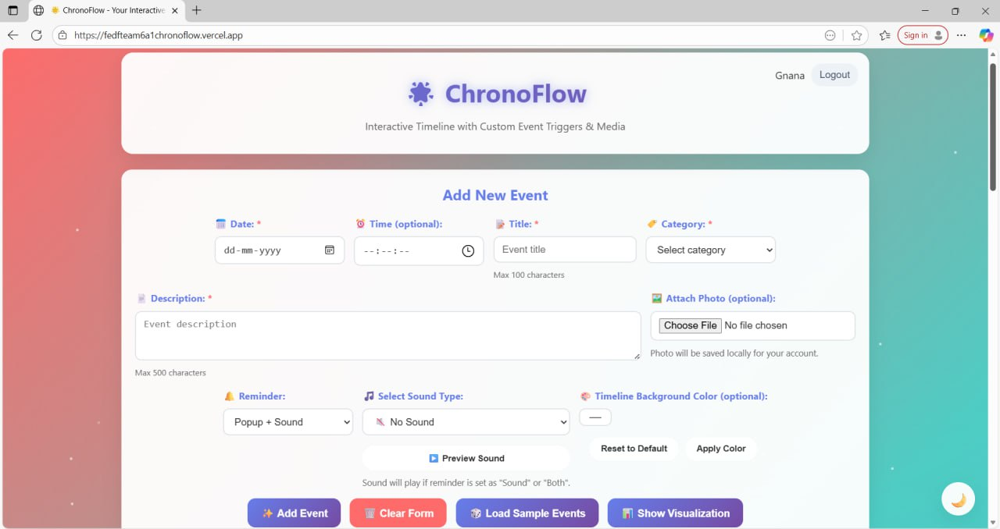 ChronoFlow - Your Interactive
https://fedfteam6a1chronoflow.vercel.app
Sign in
Gnana
Logout
ChronoFlow
Interactive Timeline with Custom Event Triggers & Media
Add New Event
Date: *
Time (optional):
Title: *
Category: *
dd-mm-yyyy
--:--:--
Event title
Select category
Max 100 characters
Description: *
Attach Photo (optional):
Event description
Choose File No file chosen
Photo will be saved locally for your account.
Max 500 characters
Reminder:
Select Sound Type:
Timeline Background Color (optional):
Popup + Sound
No Sound
Reset to Default
Apply Color
Preview Sound
Sound will play if reminder is set as "Sound" or "Both".
Add Event
Clear Form
Load Sample Events
Show Visualization